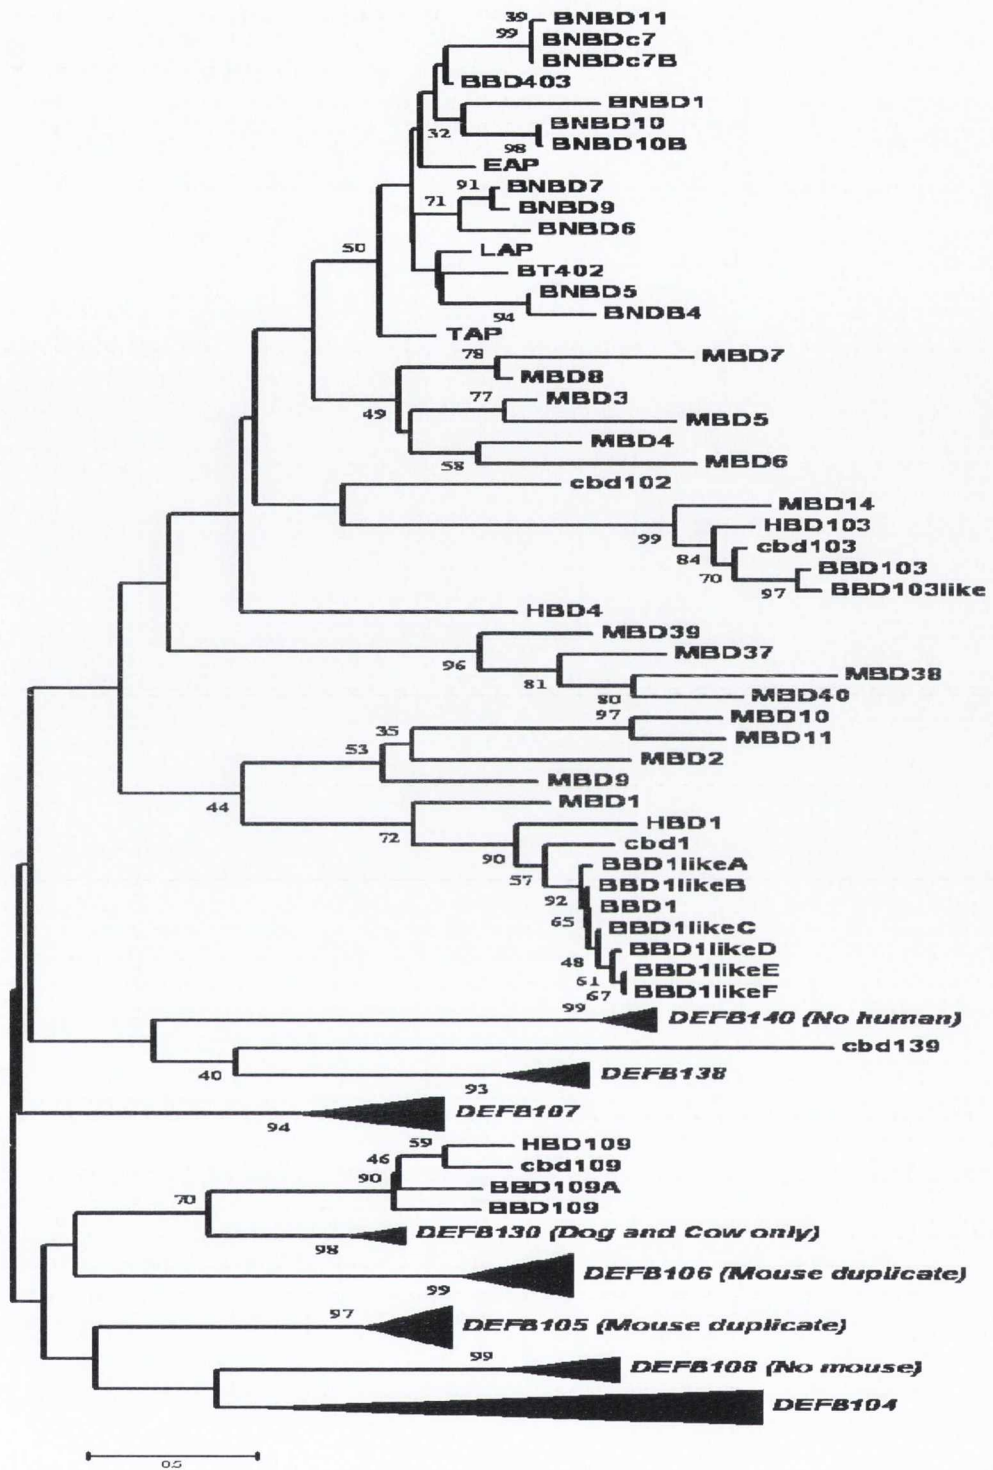 39 BNBD11
99 BNBDc7
BNBDc7B
BBD403
BNBD1
32 BNBD10
98 BNBD10B
EAP
91 BNBD7
71 BNBD9
BNBD6
50 LAP
BT402
BNBD5
94 BNDB4
TAP
78 MBD7
MBD8
77 MBD3
49 MBD5
MBD4
58 MBD6
cbd102
MBD14
99 HBD103
84 cbd103
70 BBD103
97 BBD103like
HBD4
MBD39
96 MBD37
81 MBD38
80 MBD40
97 MBD10
35 MBD11
53 MBD2
MBD9
44 MBD1
72 HBD1
90 cbd1
57 BBD1likeA
92 BBD1likeB
65 BBD1
BBD1likeC
48 BBD1likeD
61 BBD1likeE
67 BBD1likeF
99 DEFB140 (No human)
cbd139
40 DEFB138
93
DEFB107
94
59 HBD109
46 cbd109
90 BBD109A
70 BBD109
DEFB130 (Dog and Cow only)
98
DEFB106 (Mouse duplicate)
99
97 DEFB105 (Mouse duplicate)
99 DEFB108 (No mouse)
DEFB104
0.5